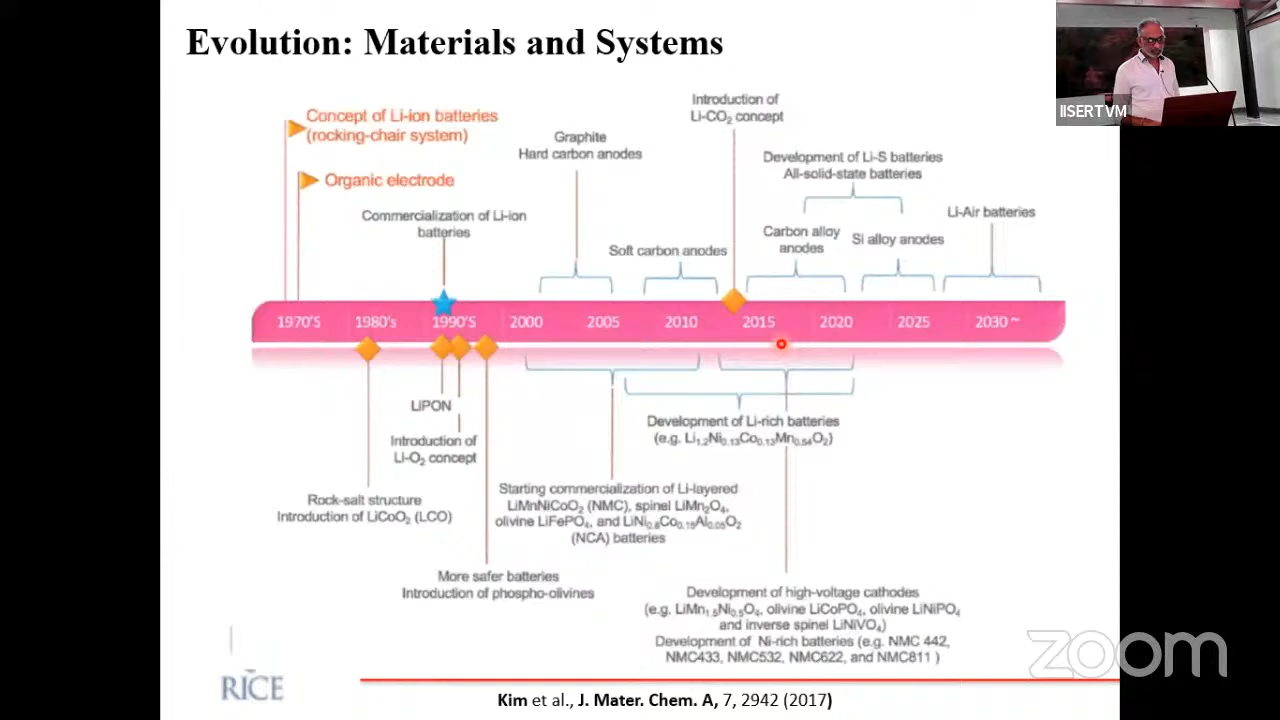 Evolution: Materials and Systems
IISERTVM
Concept of Li-ion batteries
(rocking-chair system)
Organic electrode
Commercialization of Li-ion
batteries
Graphite
Hard carbon anodes
Soft carbon anodes
Introduction of
Li-CO₂ concept
Development of Li-S batteries
All-solid-state batteries
Carbon alloy
anodes
Si alloy anodes
Li-Air batteries
1970'S 1980's 1990'S 2000 2005 2010 2015 2020 2025 2030 ~
LiPON
Introduction of
Li-O₂ concept
Rock-salt structure
Introduction of LiCoO₂ (LCO)
More safer batteries
Introduction of phospho-olivines
Starting commercialization of Li-layered
LiMnNiCoO₂ (NMC), spinel LiMn₂O₄,
olivine LiFePO₄, and LiNi₀.₈Co₀.₁₅Al₀.₀₅O₂
(NCA) batteries
Development of Li-rich batteries
(e.g. Li₁.₂Ni₀.₁₃Co₀.₁₃Mn₀.₅₄O₂)
Development of high-voltage cathodes
(e.g. LiMn₁.₅Ni₀.₅O₄, olivine LiCoPO₄, olivine LiNiPO₄
and inverse spinel LiNiVO₄)
Development of Ni-rich batteries (e.g. NMC 442,
NMC433, NMC532, NMC622, and NMC811 )
RICE
Kim et al., J. Mater. Chem. A, 7, 2942 (2017)
zoom